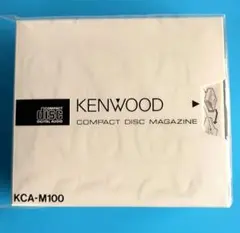 COMPACT
DISC
DIGITAL AUDIO
KENWOOD
COMPACT DISC MAGAZINE
KCA-M100